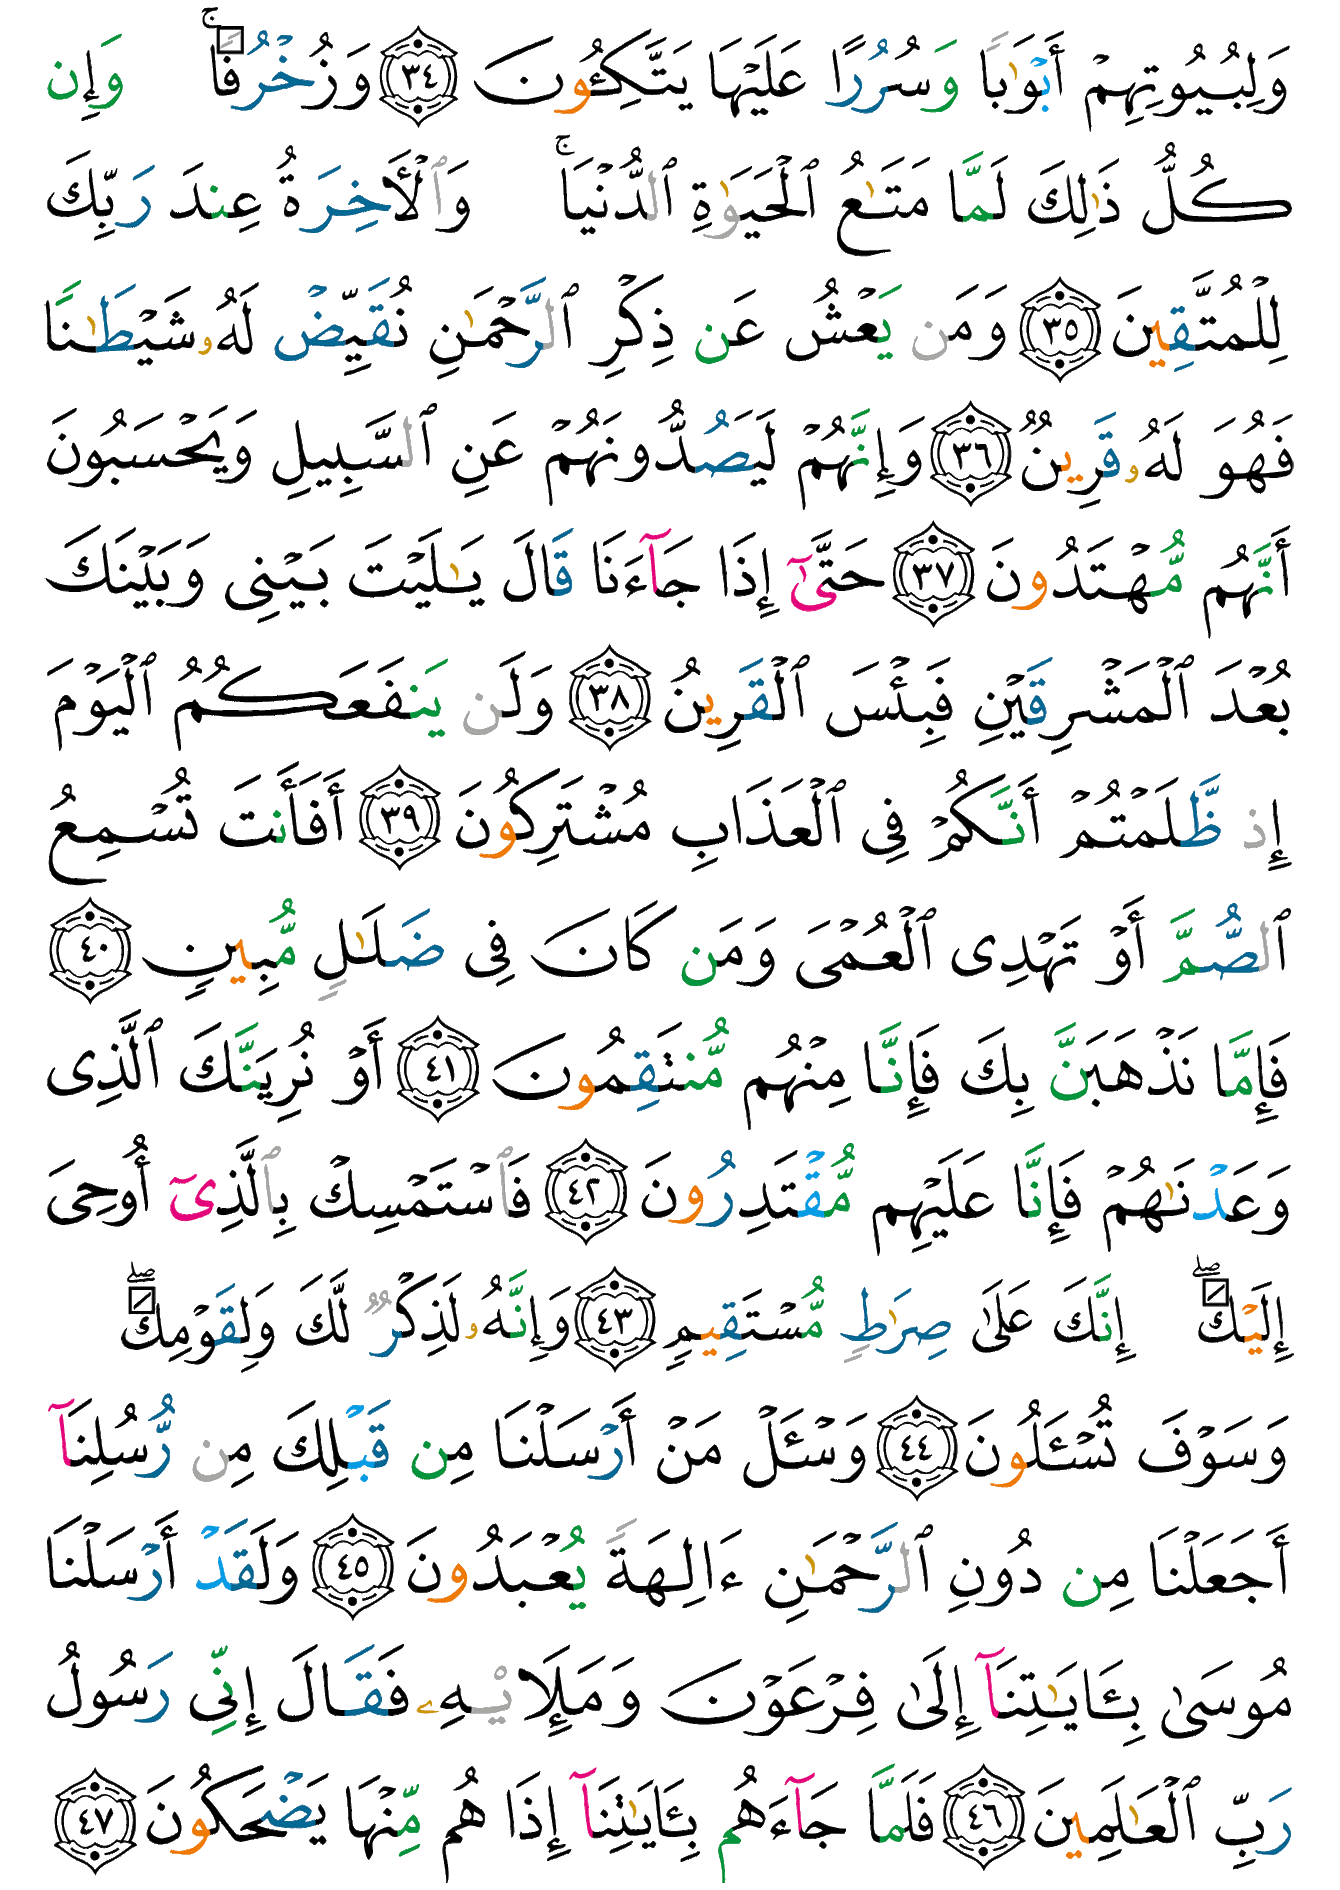 وَلِبُيُوتِهِمْ أَبْوَٰبًا وَسُرُرًا عَلَيْهَا يَتَّكِـُٔونَ ٣٤ وَزُخْرُفًا ۚ وَإِن
كُلُّ ذَٰلِكَ لَمَّا مَتَـٰعُ ٱلْحَيَوٰةِ ٱلدُّنْيَا ۚ وَٱلْأَخِرَةُ عِندَ رَبِّكَ
لِلْمُتَّقِينَ ٣٥ وَمَن يَعْشُ عَن ذِكْرِ ٱلرَّحْمَـٰنِ نُقَيِّضْ لَهُۥ شَيْطَـٰنًا
فَهُوَ لَهُۥ قَرِينٌ ٣٦ وَإِنَّهُمْ لَيَصُدُّونَهُمْ عَنِ ٱلسَّبِيلِ وَيَحْسَبُونَ
أَنَّهُم مُّهْتَدُونَ ٣٧ حَتَّىٰٓ إِذَا جَآءَنَا قَالَ يَـٰلَيْتَ بَيْنِى وَبَيْنَكَ
بُعْدَ ٱلْمَشْرِقَيْنِ فَبِئْسَ ٱلْقَرِينُ ٣٨ وَلَن يَنفَعَكُمُ ٱلْيَوْمَ
إِذ ظَّلَمْتُمْ أَنَّكُمْ فِى ٱلْعَذَابِ مُشْتَرِكُونَ ٣٩ أَفَأَنتَ تُسْمِعُ
ٱلصُّمَّ أَوْ تَهْدِى ٱلْعُمْىَ وَمَن كَانَ فِى ضَلَـٰلٍ مُّبِينٍ ٤٠
فَإِمَّا نَذْهَبَنَّ بِكَ فَإِنَّا مِنْهُم مُّنتَقِمُونَ ٤١ أَوْ نُرِيَنَّكَ ٱلَّذِى
وَعَدْنَـٰهُمْ فَإِنَّا عَلَيْهِم مُّقْتَدِرُونَ ٤٢ فَٱسْتَمْسِكْ بِٱلَّذِىٓ أُوحِىَ
إِلَيْكَ ۖ إِنَّكَ عَلَىٰ صِرَٰطٍ مُّسْتَقِيمٍ ٤٣ وَإِنَّهُۥ لَذِكْرٌ لَّكَ وَلِقَوْمِكَ ۖ
وَسَوْفَ تُسْـَٔلُونَ ٤٤ وَسْـَٔلْ مَنْ أَرْسَلْنَا مِن قَبْلِكَ مِن رُّسُلِنَآ
أَجَعَلْنَا مِن دُونِ ٱلرَّحْمَـٰنِ ءَالِهَةً يُعْبَدُونَ ٤٥ وَلَقَدْ أَرْسَلْنَا
مُوسَىٰ بِـَٔايَـٰتِنَآ إِلَىٰ فِرْعَوْنَ وَمَلَإِي۟هِۦ فَقَالَ إِنِّى رَسُولُ
رَبِّ ٱلْعَـٰلَمِينَ ٤٦ فَلَمَّا جَآءَهُم بِـَٔايَـٰتِنَآ إِذَا هُم مِّنْهَا يَضْحَكُونَ ٤٧